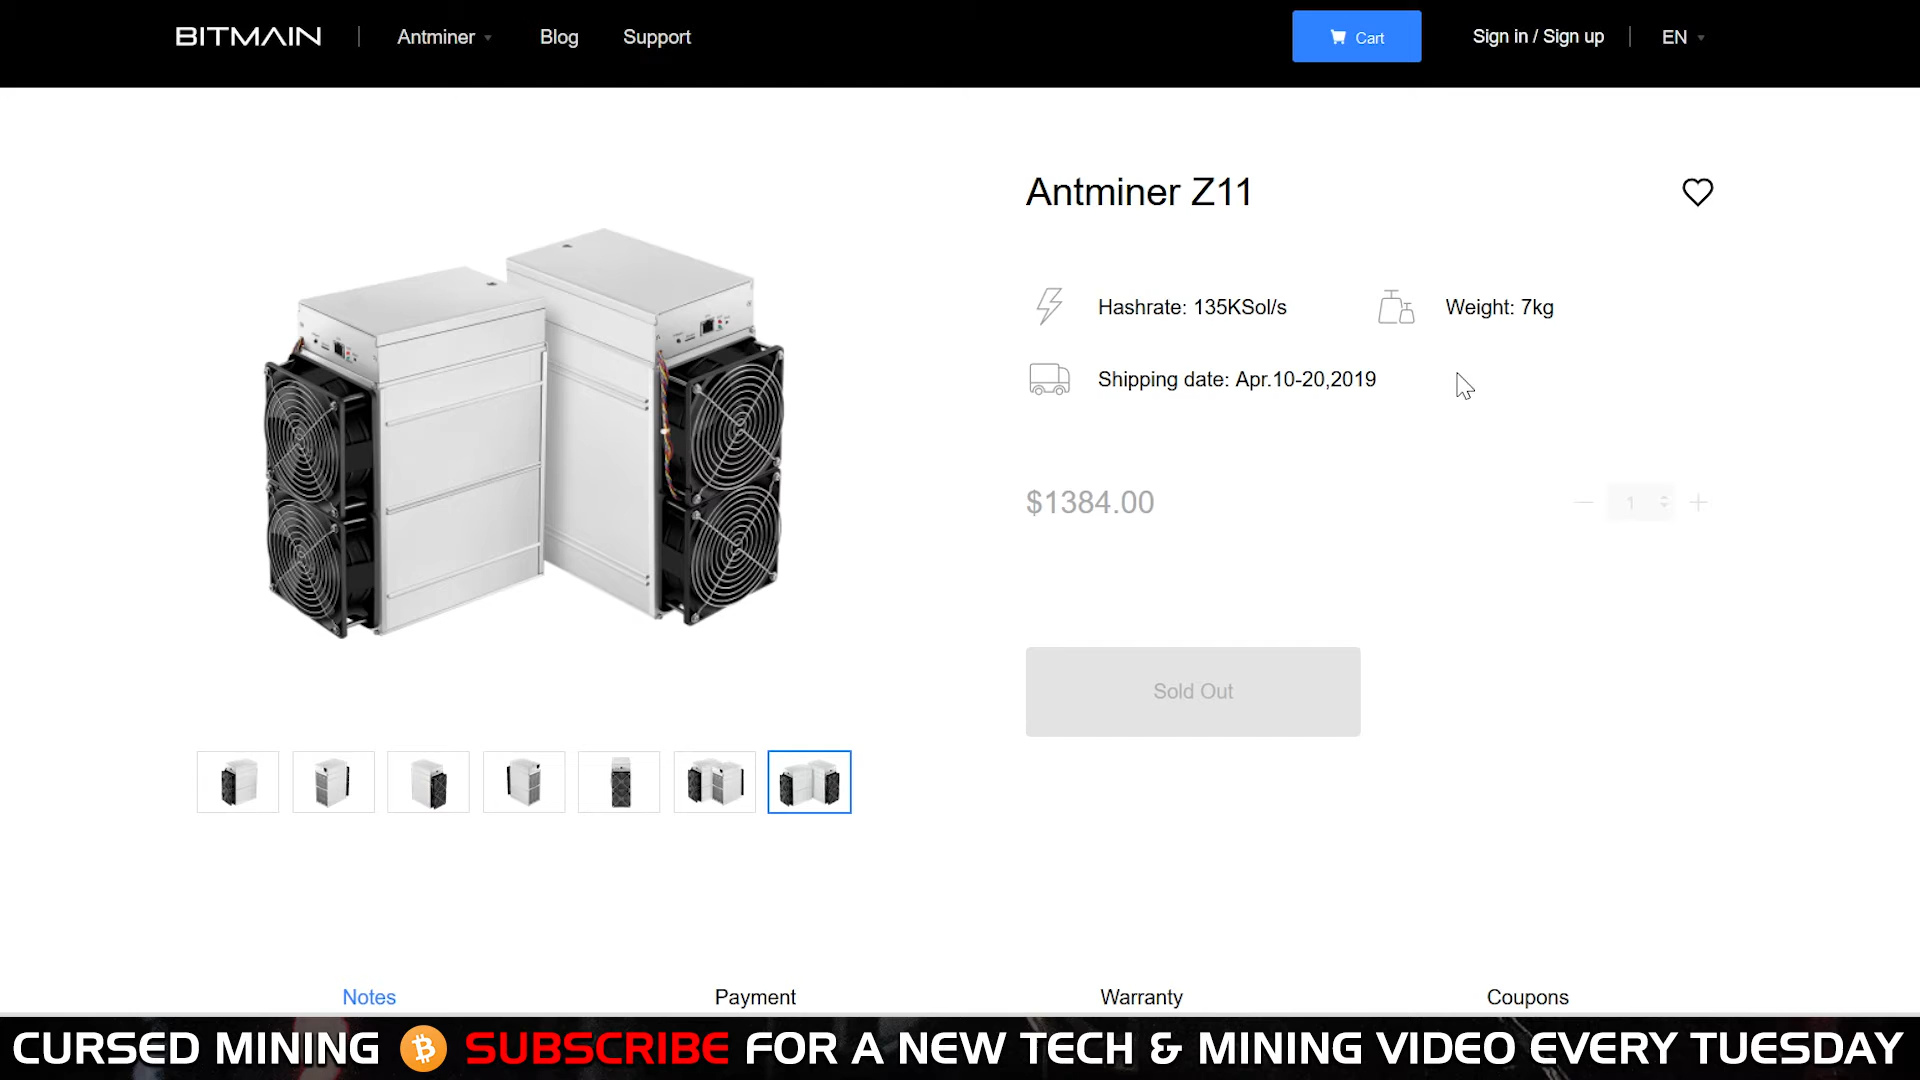 BITMAIN
Antminer
Blog
Support
Cart
Sign in / Sign up
EN
Antminer Z11
Hashrate: 135KSol/s
Weight: 7kg
Shipping date: Apr.10-20,2019
$1384.00
1
Sold Out
Notes
Payment
Warranty
Coupons
CURSED MINING SUBSCRIBE FOR A NEW TECH & MINING VIDEO EVERY TUESDAY